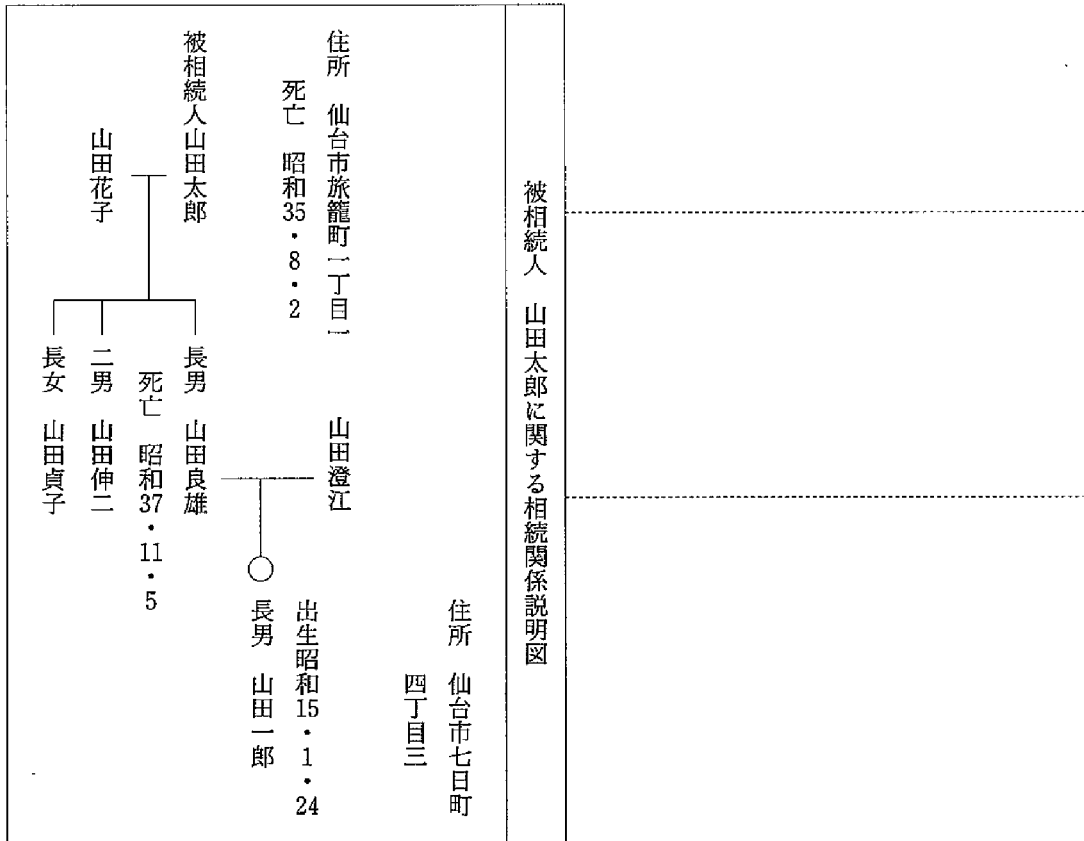 被相続人 山田太郎に関する相続関係説明図
住所 仙台市七日町
四丁目三
出生昭和15・1・24
長男 山田一郎
山田澄江
住所 仙台市旅籠町一丁目一
死亡 昭和35・8・2
被相続人山田太郎
山田花子
長男 山田良雄
死亡 昭和37・11・5
二男 山田伸二
長女 山田貞子